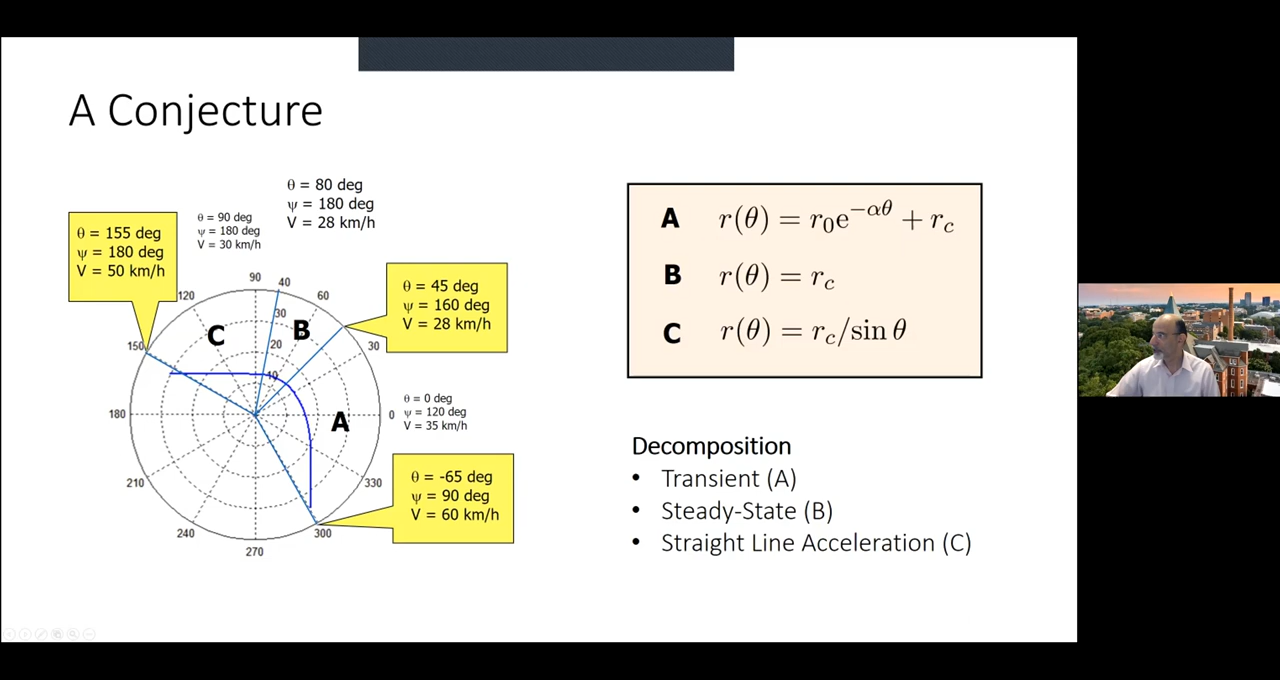 A Conjecture
θ = 80 deg
ψ = 180 deg
V = 28 km/h
θ = 90 deg
ψ = 180 deg
V = 30 km/h
θ = 155 deg
ψ = 180 deg
V = 50 km/h
θ = 45 deg
ψ = 160 deg
V = 28 km/h
θ = 0 deg
ψ = 120 deg
V = 35 km/h
θ = -65 deg
ψ = 90 deg
V = 60 km/h
90
40
120
60
30
C
B
20
150
30
10
180
A
0
210
330
240
300
270
A r(θ) = r₀e^{−αθ} + r_c
B r(θ) = r_c
C r(θ) = r_c/sin θ
Decomposition
• Transient (A)
• Steady-State (B)
• Straight Line Acceleration (C)